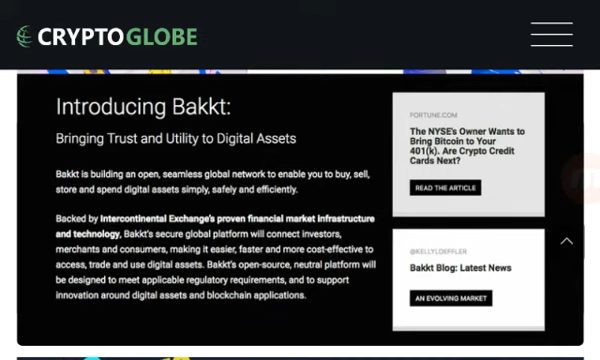 CRYPTOGLOBE
Introducing Bakkt:
Bringing Trust and Utility to Digital Assets
Bakkt is building an open, seamless global network to enable you to buy, sell,
store and spend digital assets simply, safely and efficiently.
Backed by Intercontinental Exchange's proven financial market infrastructure
and technology, Bakkt's secure global platform will connect investors,
merchants and consumers, making it easier, faster and more cost-effective to
access, trade and use digital assets. Bakkt's open-source, neutral platform will
be designed to meet applicable regulatory requirements, and to support
innovation around digital assets and blockchain applications.
FORTUNE.COM
The NYSE's Owner Wants to
Bring Bitcoin to Your
401(k). Are Crypto Credit
Cards Next?
READ THE ARTICLE
@KELLYLOEFFLER
Bakkt Blog: Latest News
AN EVOLVING MARKET